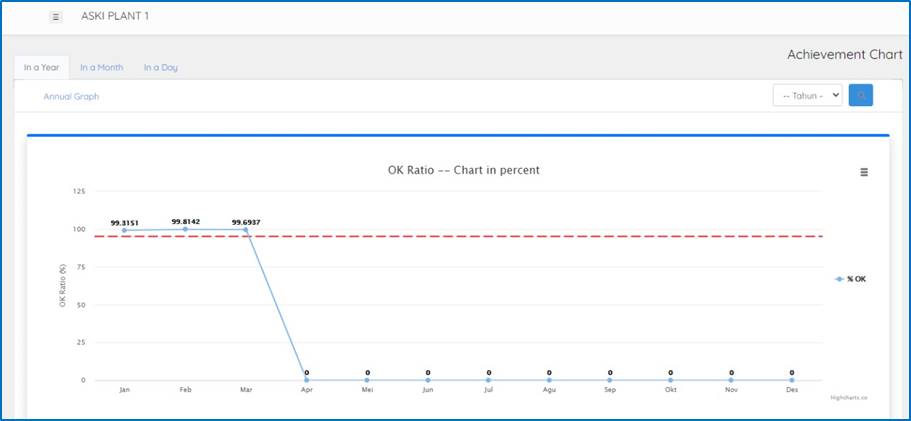 ☰ ASKI PLANT 1
Achievement Chart
In a Year In a Month In a Day
Annual Graph
-- Tahun -
OK Ratio -- Chart in percent
OK Ratio (%)
125
100
75
50
25
0
99.3151 99.8142 99.6937 0 0 0 0 0 0 0 0 0
Jan Feb Mar Apr Mei Jun Jul Agu Sep Okt Nov Des
% OK
Highcharts.co